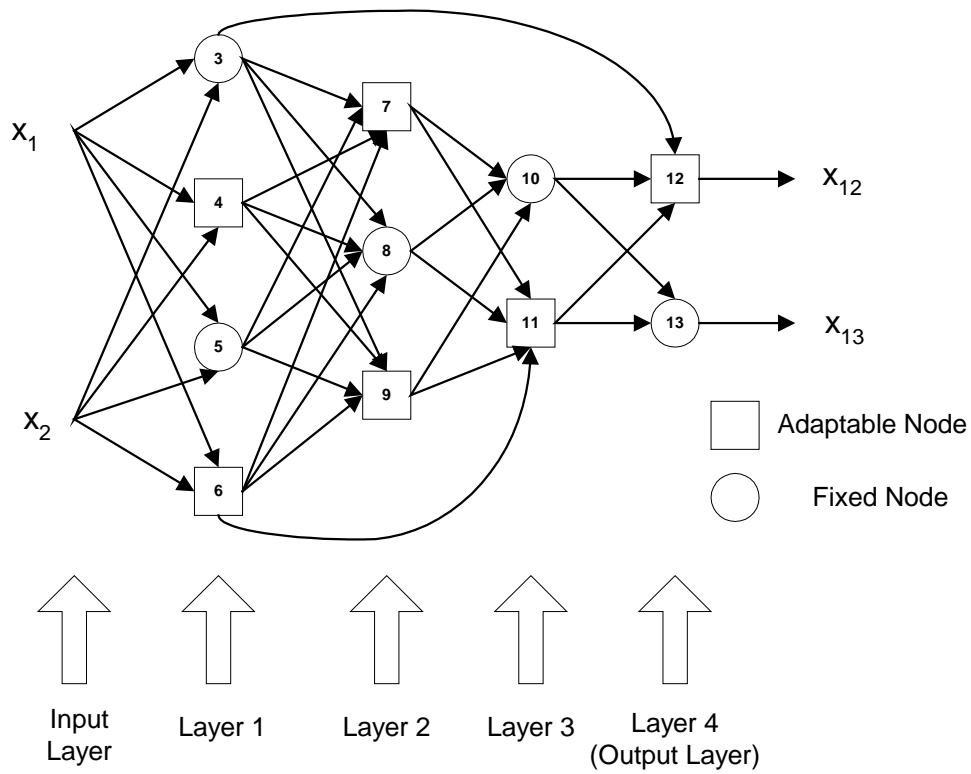 3
x1
7
4
10
12
x12
8
5
11
13
x13
9
x2
Adaptable Node
6
Fixed Node
Input
Layer
Layer 1
Layer 2
Layer 3
Layer 4
(Output Layer)